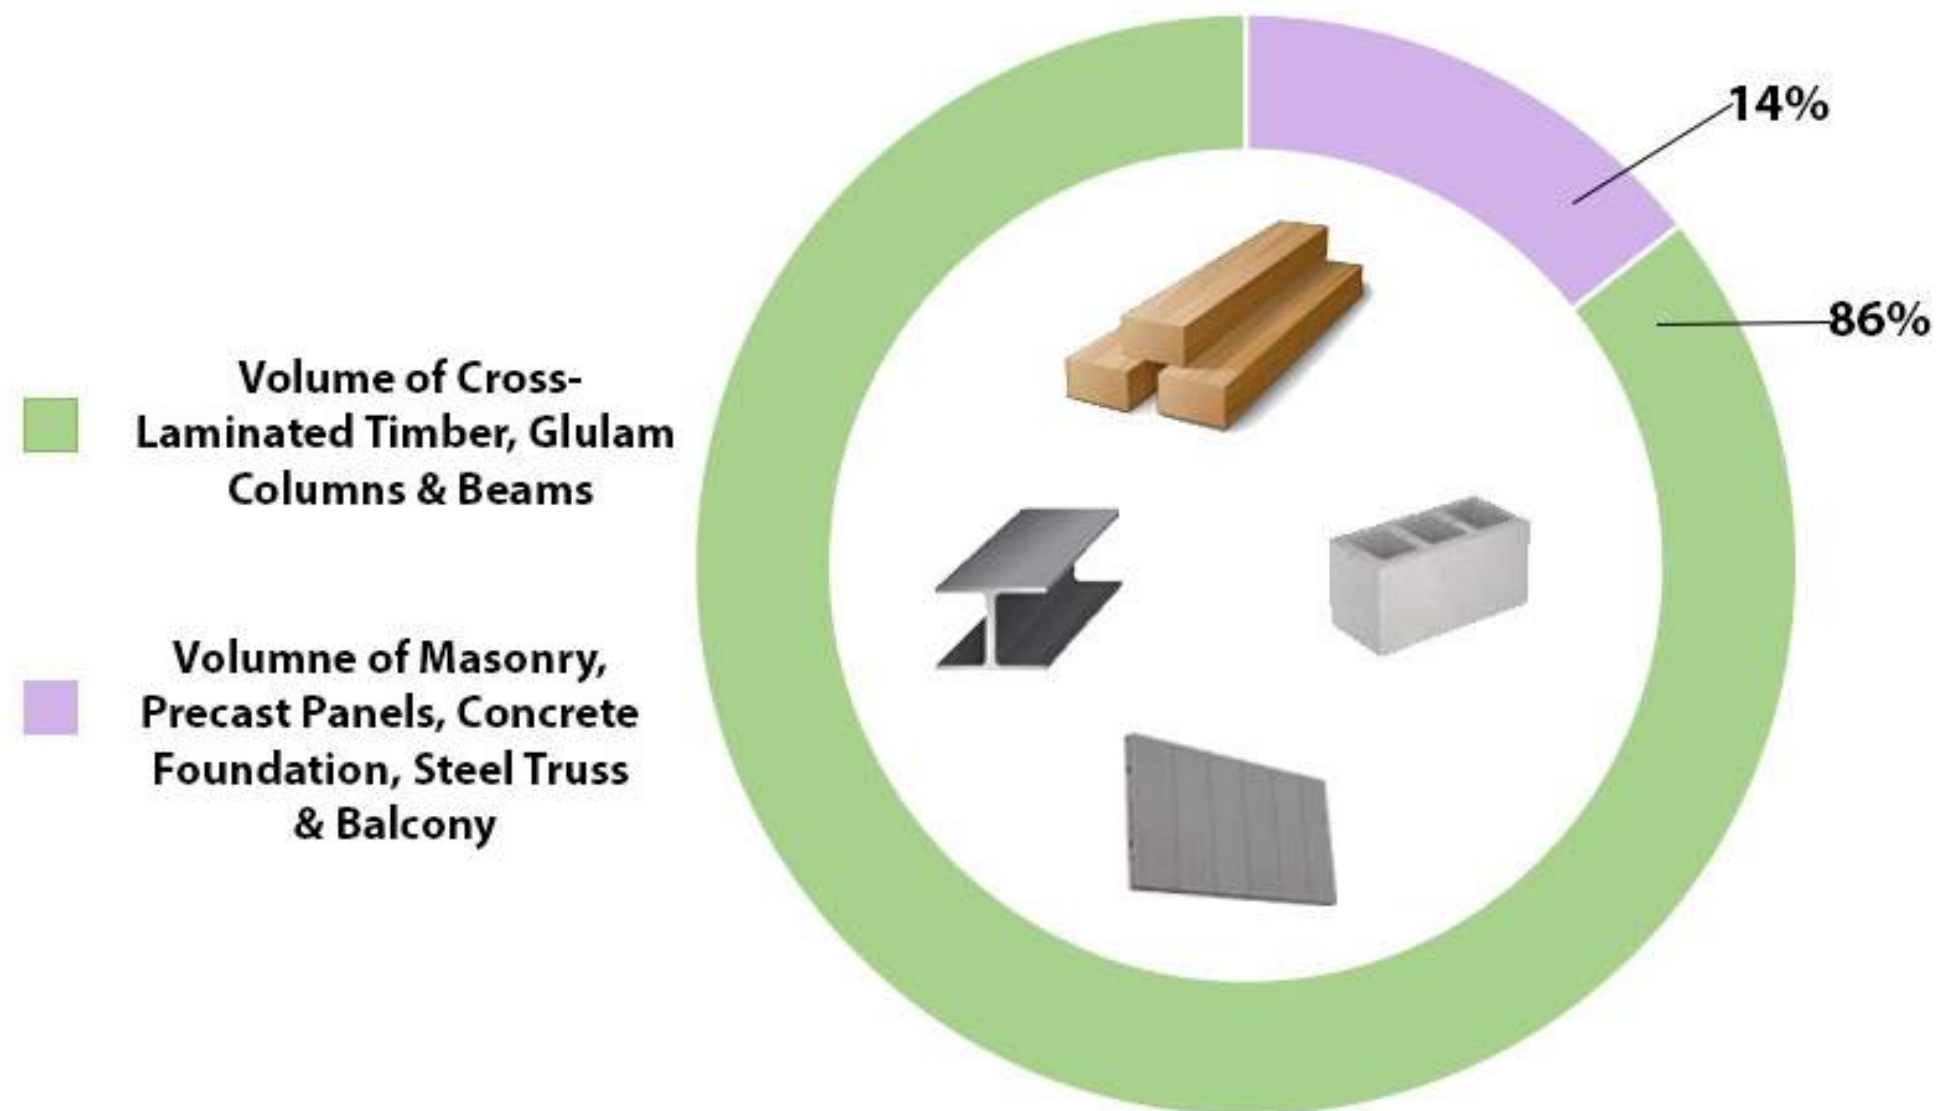 14%
86%
Volume of Cross-
Laminated Timber, Glulam
Columns & Beams
Volumne of Masonry,
Precast Panels, Concrete
Foundation, Steel Truss
& Balcony